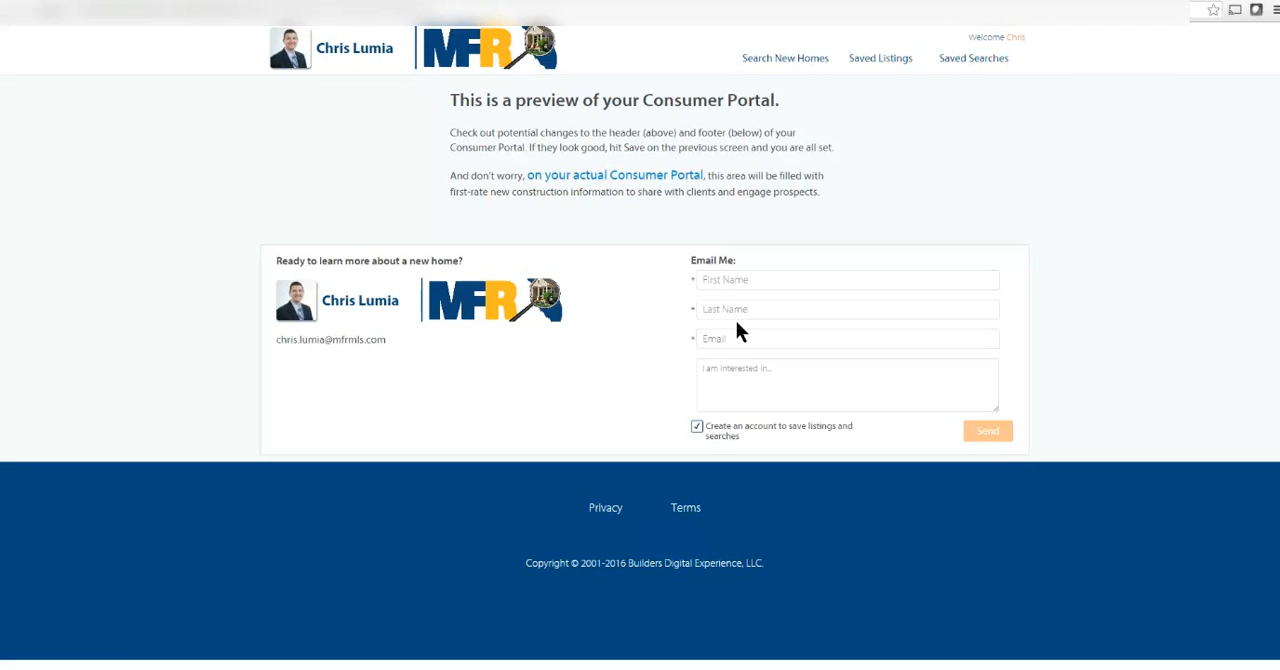 Chris Lumia
MFR
Welcome Chris
Search New Homes
Saved Listings
Saved Searches
This is a preview of your Consumer Portal.
Check out potential changes to the header (above) and footer (below) of your
Consumer Portal. If they look good, hit Save on the previous screen and you are all set.
And don't worry, on your actual Consumer Portal, this area will be filled with
first-rate new construction information to share with clients and engage prospects.
Ready to learn more about a new home?
Chris Lumia
MFR
chris.lumia@mfrmls.com
Email Me:
* First Name
* Last Name
* Email
I am interested in...
Create an account to save listings and
searches
Send
Privacy
Terms
Copyright © 2001-2016 Builders Digital Experience, LLC.